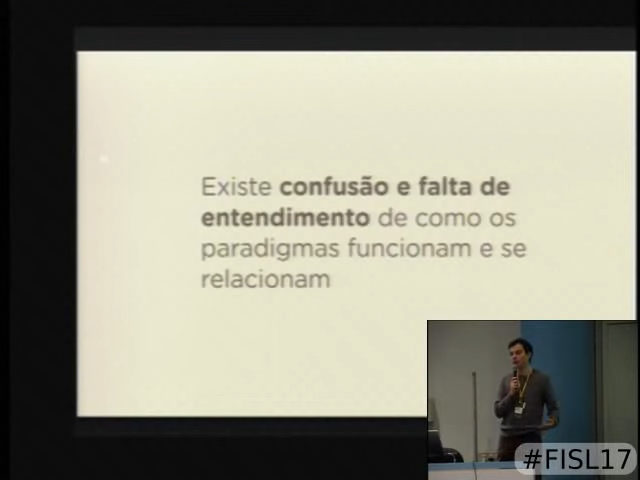 Existe confusão e falta de
entendimento de como os
paradigmas funcionam e se
relacionam
#FISL17